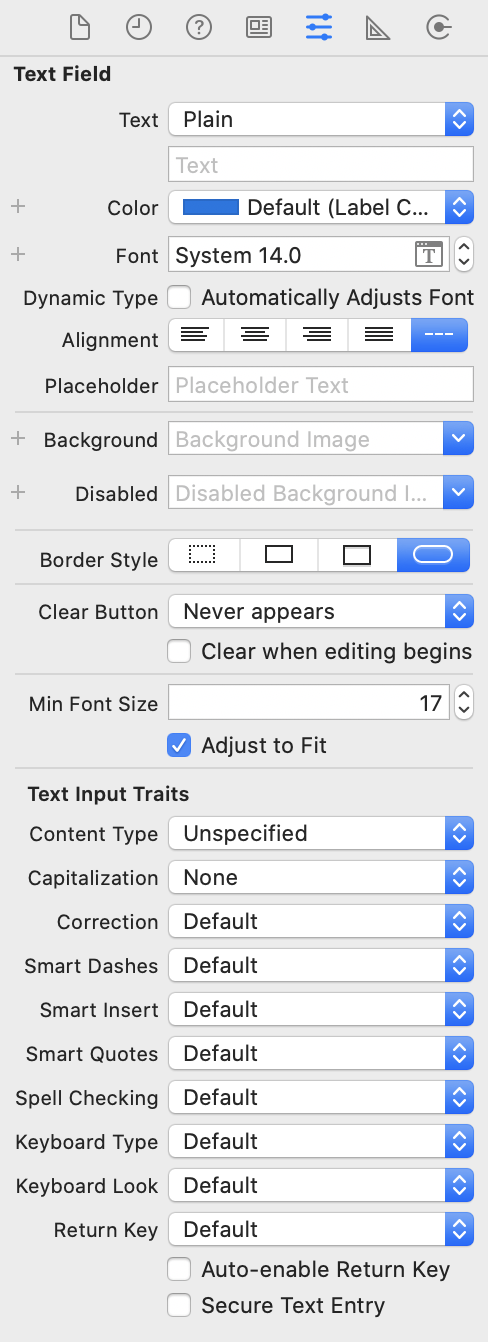 Text Field
Text Plain
Text
Color Default (Label C...
Font System 14.0 T
Dynamic Type Automatically Adjusts Font
Alignment
Placeholder Placeholder Text
Background Background Image
Disabled Disabled Background I...
Border Style
Clear Button Never appears
Clear when editing begins
Min Font Size 17
Adjust to Fit
Text Input Traits
Content Type Unspecified
Capitalization None
Correction Default
Smart Dashes Default
Smart Insert Default
Smart Quotes Default
Spell Checking Default
Keyboard Type Default
Keyboard Look Default
Return Key Default
Auto-enable Return Key
Secure Text Entry